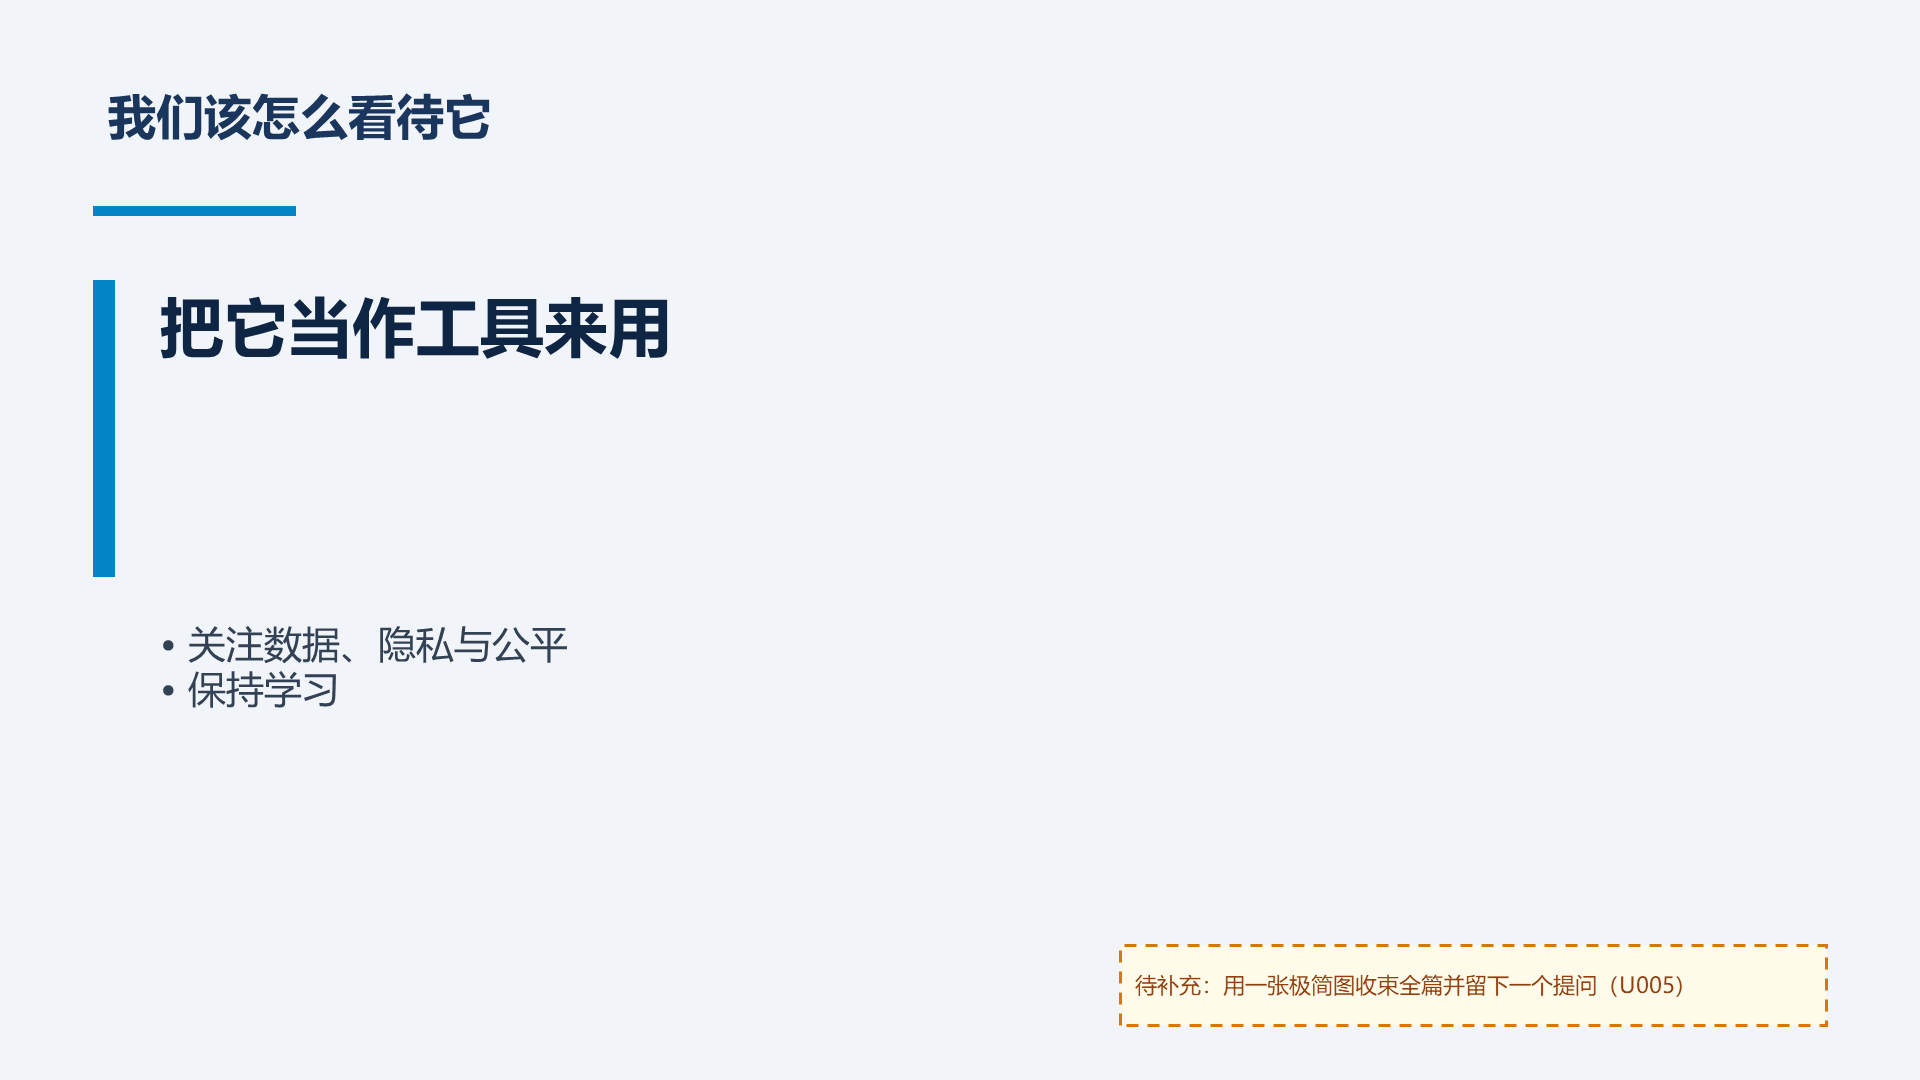 我们该怎么看待它
把它当作工具来用
• 关注数据、隐私与公平
• 保持学习
待补充：用一张极简图收束全篇并留下一个提问（U005）